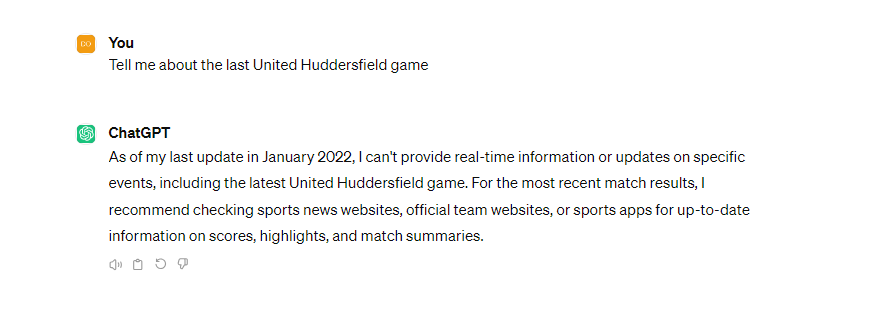 DO
You
Tell me about the last United Huddersfield game
ChatGPT
As of my last update in January 2022, I can't provide real-time information or updates on specific
events, including the latest United Huddersfield game. For the most recent match results, I
recommend checking sports news websites, official team websites, or sports apps for up-to-date
information on scores, highlights, and match summaries.